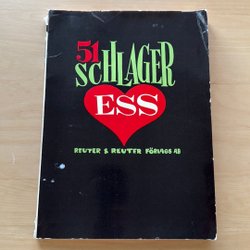 51
SCHLAGER
ESS
REUTER & REUTER FÖRLAGS AB